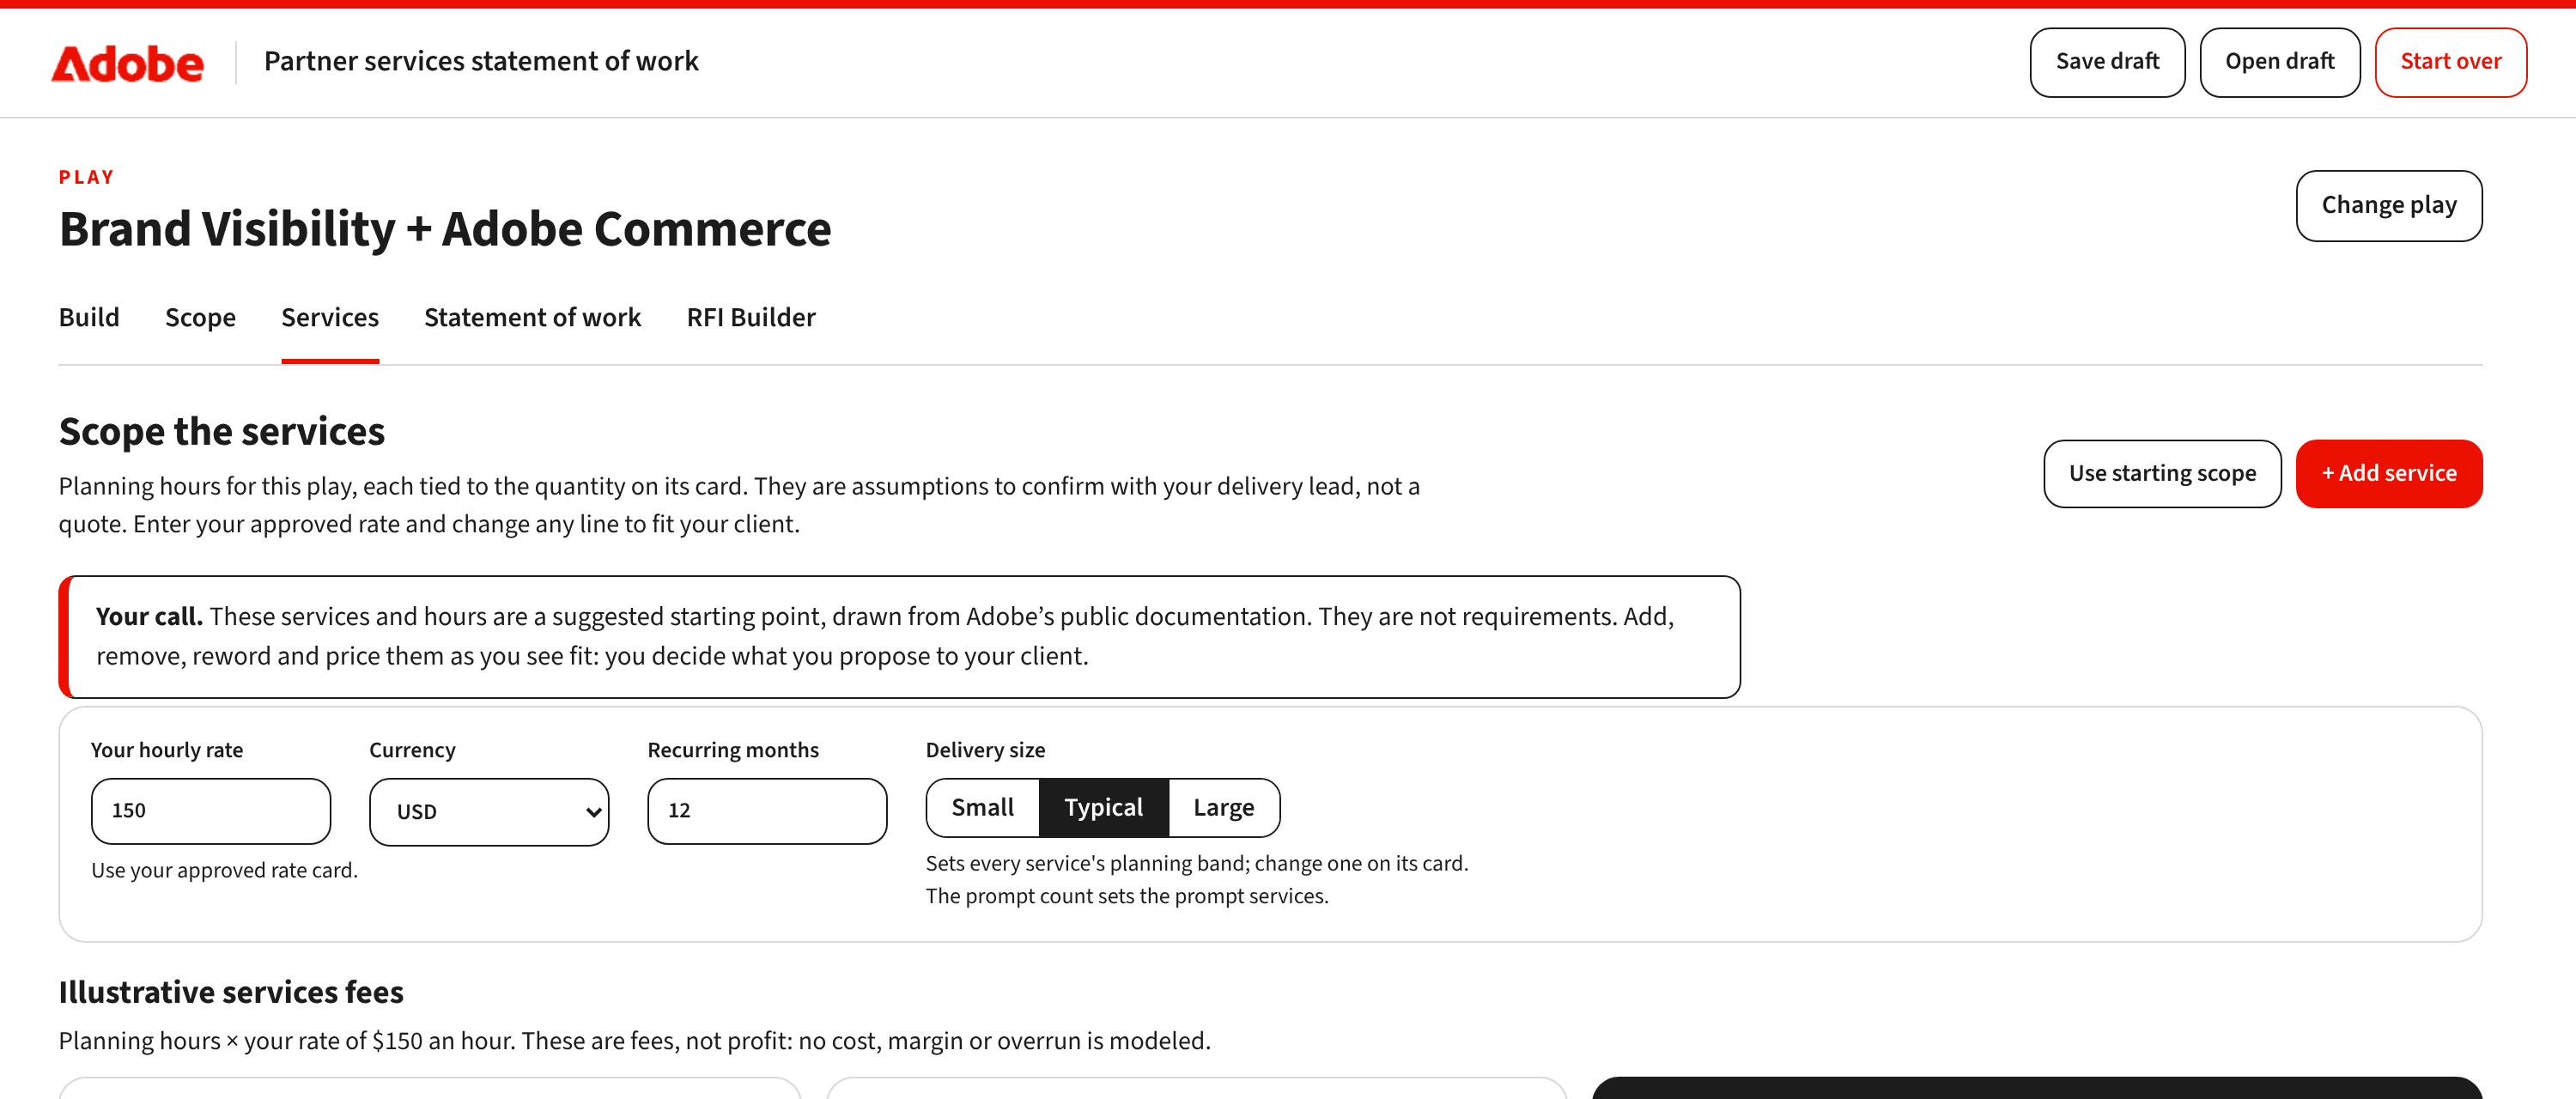 Adobe
Partner services statement of work
Save draft
Open draft
Start over
PLAY
Brand Visibility + Adobe Commerce
Change play
Build
Scope
Services
Statement of work
RFI Builder
Scope the services
Planning hours for this play, each tied to the quantity on its card. They are assumptions to confirm with your delivery lead, not a
quote. Enter your approved rate and change any line to fit your client.
Use starting scope
+ Add service
Your call. These services and hours are a suggested starting point, drawn from Adobe’s public documentation. They are not requirements. Add,
remove, reword and price them as you see fit: you decide what you propose to your client.
Your hourly rate
150
Use your approved rate card.
Currency
USD
Recurring months
12
Delivery size
Small
Typical
Large
Sets every service's planning band; change one on its card.
The prompt count sets the prompt services.
Illustrative services fees
Planning hours × your rate of $150 an hour. These are fees, not profit: no cost, margin or overrun is modeled.